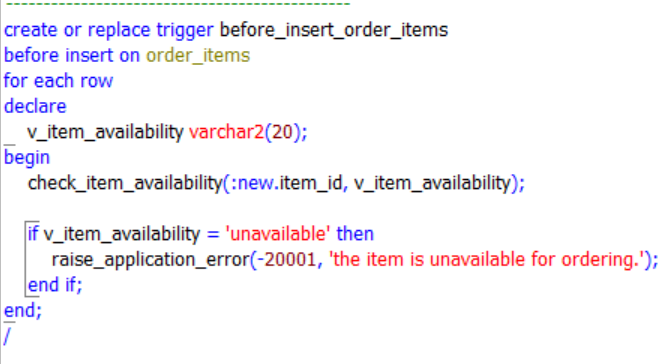 ---------------------------------------------
create or replace trigger before_insert_order_items
before insert on order_items
for each row
declare
    v_item_availability varchar2(20);
begin
    check_item_availability(:new.item_id, v_item_availability);

    if v_item_availability = 'unavailable' then
        raise_application_error(-20001, 'the item is unavailable for ordering.');
    end if;
end;
/